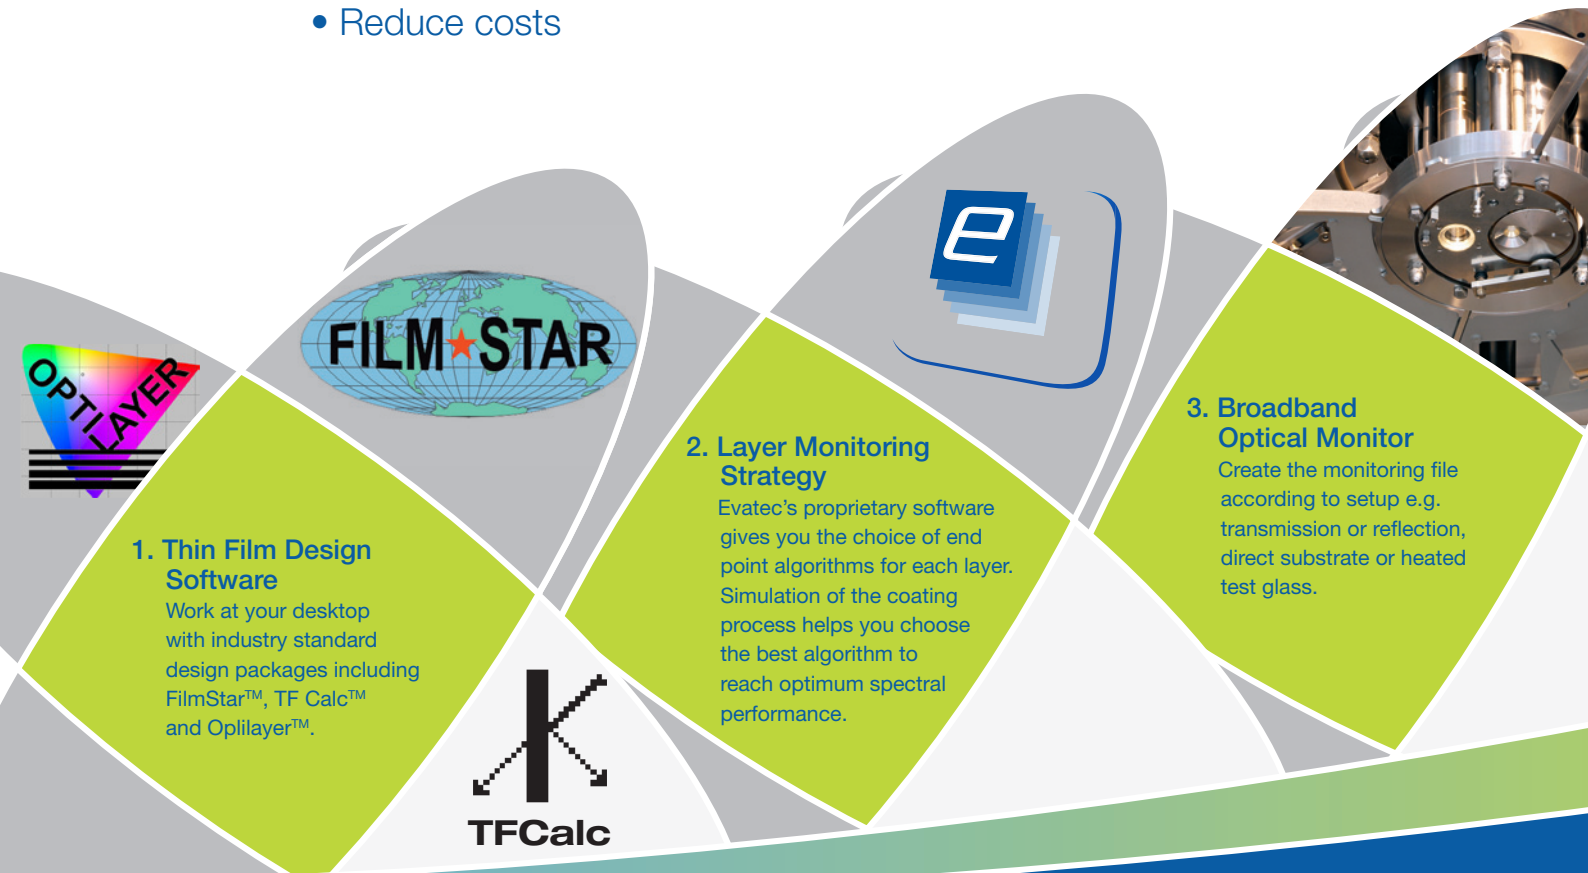 • Reduce costs
OPTI
LAYER
FILM★STAR
1. Thin Film Design
Software
Work at your desktop
with industry standard
design packages including
FilmStar™, TF Calc™
and Oplilayer™.
TFCalc
e
2. Layer Monitoring
Strategy
Evatec’s proprietary software
gives you the choice of end
point algorithms for each layer.
Simulation of the coating
process helps you choose
the best algorithm to
reach optimum spectral
performance.
3. Broadband
Optical Monitor
Create the monitoring file
according to setup e.g.
transmission or reflection,
direct substrate or heated
test glass.